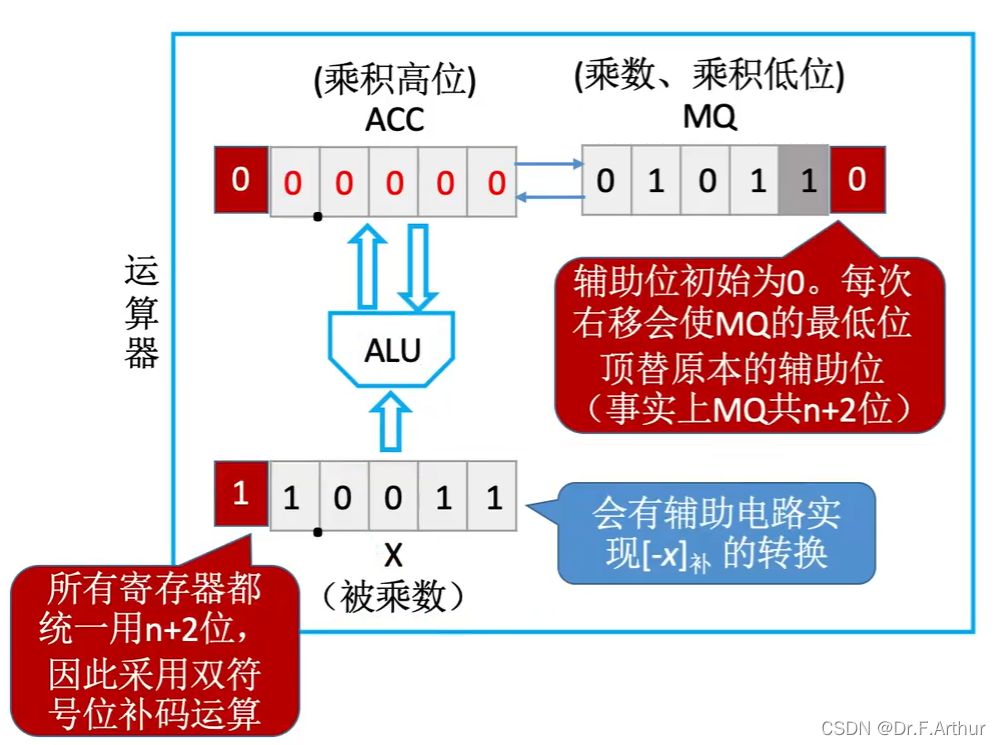 (乘积高位)
ACC
(乘数、乘积低位)
MQ
0 0 0 0 0 0
0 1 0 1 1 0
运算器
ALU
辅助位初始为0。每次
右移会使MQ的最低位
顶替原本的辅助位
（事实上MQ共n+2位）
1 1 0 0 1 1
X
（被乘数）
会有辅助电路实
现[-x]补 的转换
所有寄存器都
统一用n+2位，
因此采用双符
号位补码运算
CSDN @Dr.F.Arthur